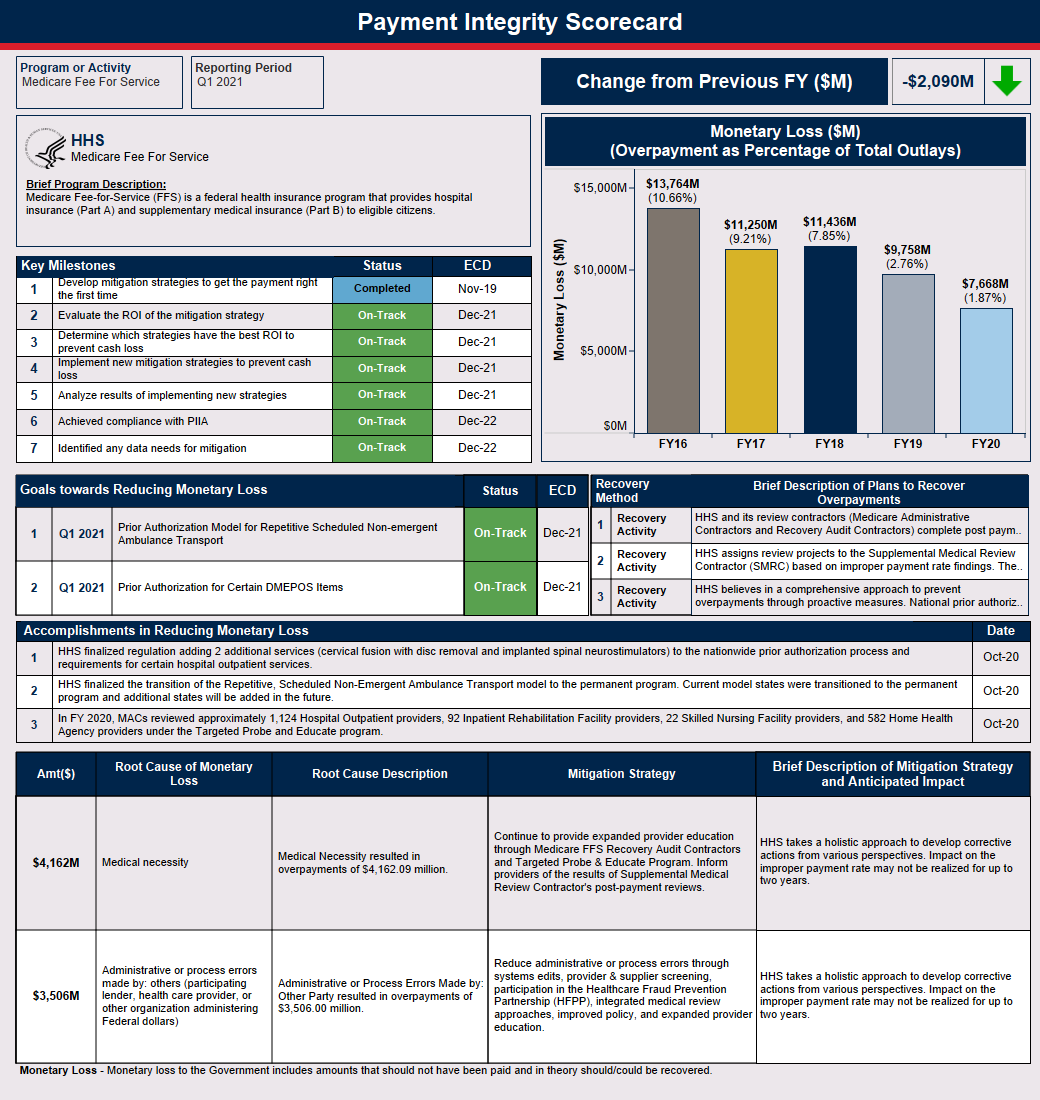 Payment Integrity Scorecard
Program or Activity
Medicare Fee For Service
Reporting Period
Q1 2021
Change from Previous FY ($M)
-$2,090M
HHS
Medicare Fee For Service
Brief Program Description:
Medicare Fee-for-Service (FFS) is a federal health insurance program that provides hospital
insurance (Part A) and supplementary medical insurance (Part B) to eligible citizens.
Monetary Loss ($M)
(Overpayment as Percentage of Total Outlays)
Monetary Loss ($M)
$15,000M
$10,000M
$5,000M
$0M
$13,764M
(10.66%)
$11,250M
(9.21%)
$11,436M
(7.85%)
$9,758M
(2.76%)
$7,668M
(1.87%)
FY16
FY17
FY18
FY19
FY20
Key Milestones Status ECD
1 Develop mitigation strategies to get the payment right
the first time Completed Nov-19
2 Evaluate the ROI of the mitigation strategy On-Track Dec-21
3 Determine which strategies have the best ROI to
prevent cash loss On-Track Dec-21
4 Implement new mitigation strategies to prevent cash
loss On-Track Dec-21
5 Analyze results of implementing new strategies On-Track Dec-21
6 Achieved compliance with PIIA On-Track Dec-22
7 Identified any data needs for mitigation On-Track Dec-22
Goals towards Reducing Monetary Loss Status ECD
1 Q1 2021 Prior Authorization Model for Repetitive Scheduled Non-emergent
Ambulance Transport On-Track Dec-21
2 Q1 2021 Prior Authorization for Certain DMEPOS Items On-Track Dec-21
Recovery
Method
Brief Description of Plans to Recover
Overpayments
1 Recovery
Activity
HHS and its review contractors (Medicare Administrative
Contractors and Recovery Audit Contractors) complete post paym..
2 Recovery
Activity
HHS assigns review projects to the Supplemental Medical Review
Contractor (SMRC) based on improper payment rate findings. The..
3 Recovery
Activity
HHS believes in a comprehensive approach to prevent
overpayments through proactive measures. National prior authoriz..
Accomplishments in Reducing Monetary Loss Date
1 HHS finalized regulation adding 2 additional services (cervical fusion with disc removal and implanted spinal neurostimulators) to the nationwide prior authorization process and
requirements for certain hospital outpatient services. Oct-20
2 HHS finalized the transition of the Repetitive, Scheduled Non-Emergent Ambulance Transport model to the permanent program. Current model states were transitioned to the permanent
program and additional states will be added in the future. Oct-20
3 In FY 2020, MACs reviewed approximately 1,124 Hospital Outpatient providers, 92 Inpatient Rehabilitation Facility providers, 22 Skilled Nursing Facility providers, and 582 Home Health
Agency providers under the Targeted Probe and Educate program. Oct-20
Amt($)
Root Cause of Monetary
Loss
Root Cause Description
Mitigation Strategy
Brief Description of Mitigation Strategy
and Anticipated Impact
$4,162M
Medical necessity
Medical Necessity resulted in
overpayments of $4,162.09 million.
Continue to provide expanded provider education
through Medicare FFS Recovery Audit Contractors
and Targeted Probe & Educate Program. Inform
providers of the results of Supplemental Medical
Review Contractor's post-payment reviews.
HHS takes a holistic approach to develop corrective
actions from various perspectives. Impact on the
improper payment rate may not be realized for up to
two years.
$3,506M
Administrative or process errors
made by: others (participating
lender, health care provider, or
other organization administering
Federal dollars)
Administrative or Process Errors Made by:
Other Party resulted in overpayments of
$3,506.00 million.
Reduce administrative or process errors through
systems edits, provider & supplier screening,
participation in the Healthcare Fraud Prevention
Partnership (HFPP), integrated medical review
approaches, improved policy, and expanded provider
education.
HHS takes a holistic approach to develop corrective
actions from various perspectives. Impact on the
improper payment rate may not be realized for up to
two years.
Monetary Loss - Monetary loss to the Government includes amounts that should not have been paid and in theory should/could be recovered.